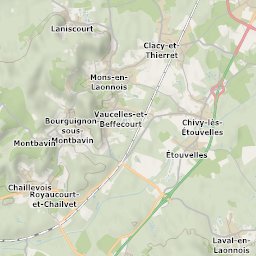 Laniscourt
Clacy-et-
Thierret
Mons-en-
Laonnois
Vaucelles-et-
Beffecourt
Bourguignon-
sous-
Montbavin
Chivy-lès-
Étouvelles
Montbavin
Étouvelles
Chaillevois
Royaucourt-
et-Chailvet
Laval-en-
Laonnois